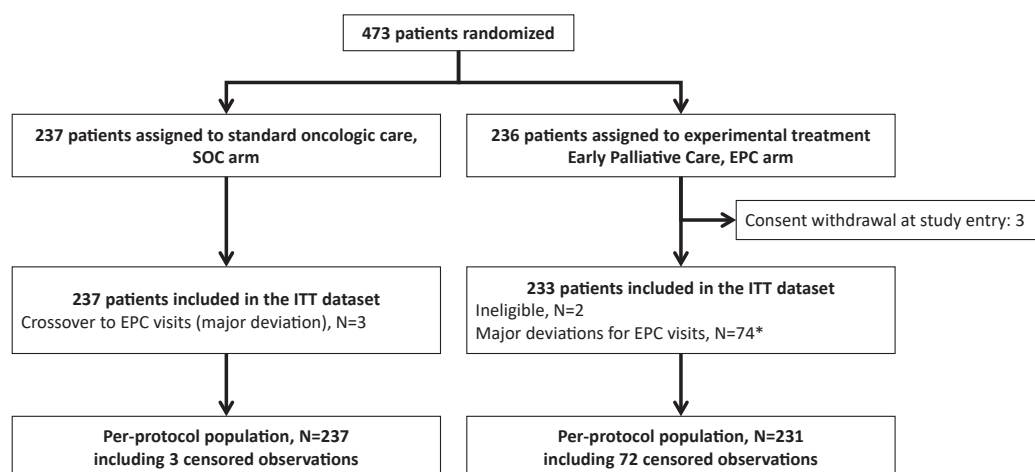 473 patients randomized
237 patients assigned to standard oncologic care,
SOC arm
236 patients assigned to experimental treatment
Early Palliative Care, EPC arm
Consent withdrawal at study entry: 3
237 patients included in the ITT dataset
Crossover to EPC visits (major deviation), N=3
233 patients included in the ITT dataset
Ineligible, N=2
Major deviations for EPC visits, N=74*
Per-protocol population, N=237
including 3 censored observations
Per-protocol population, N=231
including 72 censored observations